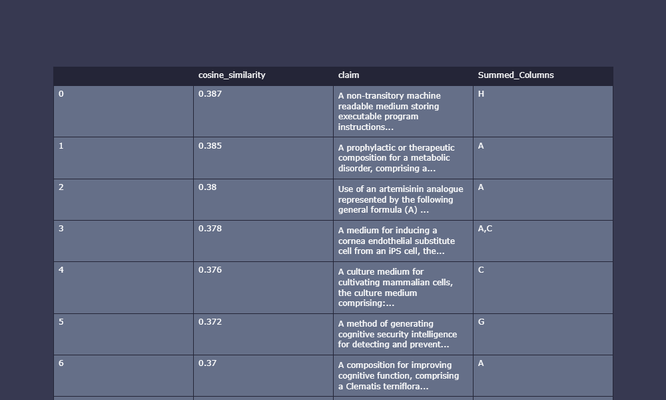 cosine_similarity claim Summed_Columns
0 0.387 A non-transitory machine H
readable medium storing
executable program
instructions...
1 0.385 A prophylactic or therapeutic A
composition for a metabolic
disorder, comprising a...
2 0.38 Use of an artemisinin analogue A
represented by the following
general formula (A) ...
3 0.378 A medium for inducing a A,C
cornea endothelial substitute
cell from an iPS cell, the...
4 0.376 A culture medium for C
cultivating mammalian cells,
the culture medium
comprising:...
5 0.372 A method of generating G
cognitive security intelligence
for detecting and prevent...
6 0.37 A composition for improving A
cognitive function, comprising
a Clematis terniflora...